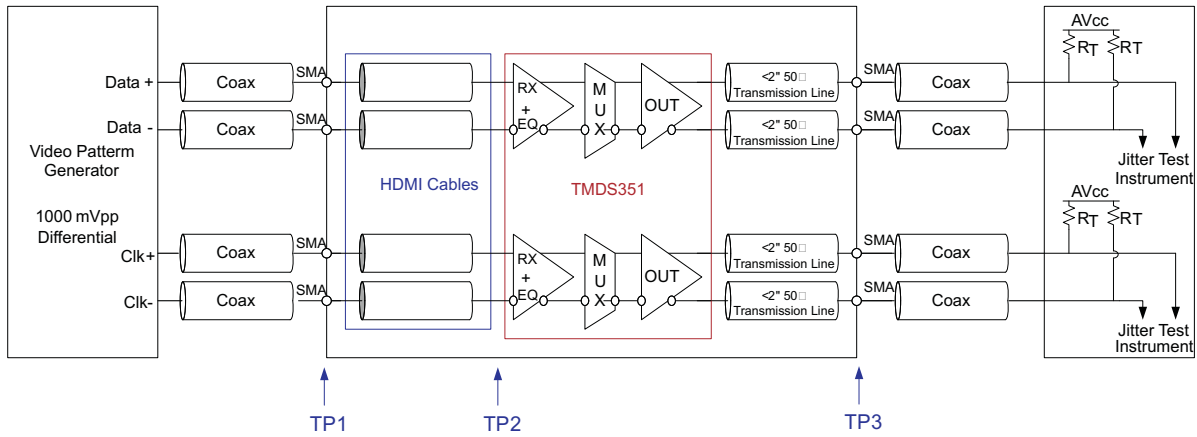 Data +
Data -
Video Patterm
Generator
1000 mVpp
Differential
Clk+
Clk-
Coax
SMA
Coax
SMA
Coax
SMA
Coax
SMA
HDMI Cables
RX
+
EQ
M
U
X
OUT
TMDS351
RX
+
EQ
M
U
X
OUT
<2" 50□
Transmission Line
<2" 50□
Transmission Line
<2" 50□
Transmission Line
<2" 50□
Transmission Line
SMA
Coax
SMA
Coax
SMA
Coax
SMA
Coax
AVcc
RT RT
Jitter Test
Instrument
AVcc
RT RT
Jitter Test
Instrument
TP1
TP2
TP3